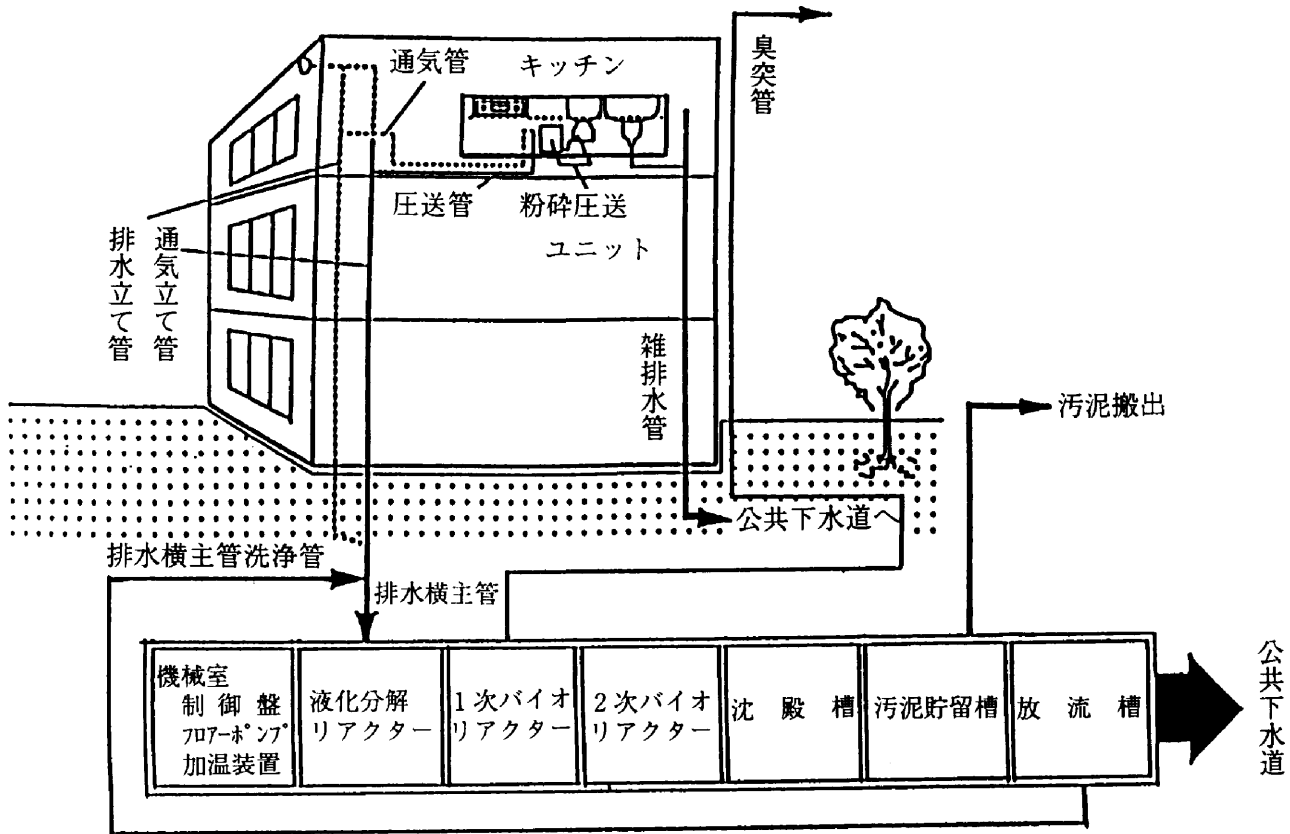 臭突管
通気管
キッチン
圧送管
粉砕圧送
ユニット
通気立て管
排水立て管
雑排水管
汚泥搬出
公共下水道へ
排水横主管洗浄管
排水横主管
機械室
制御盤
フロアーポンプ
加温装置
液化分解
リアクター
1次バイオ
リアクター
2次バイオ
リアクター
沈殿槽
汚泥貯留槽
放流槽
公共下水道